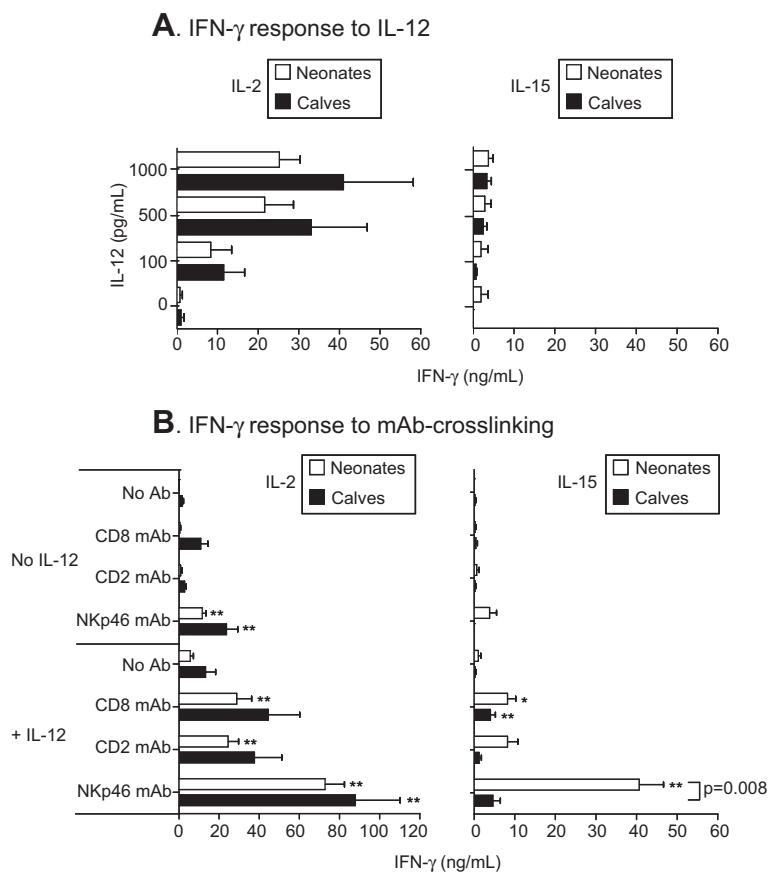 A. IFN-γ response to IL-12
IL-2
Neonates
Calves
IL-15
Neonates
Calves
IL-12 (pg/mL)
1000
500
100
0
0 10 20 30 40 50 60
0 10 20 30 40 50 60
IFN-γ (ng/mL)
B. IFN-γ response to mAb-crosslinking
IL-2
Neonates
Calves
IL-15
Neonates
Calves
No IL-12
No Ab
CD8 mAb
CD2 mAb
NKp46 mAb
**
**
+ IL-12
No Ab
CD8 mAb
**
*
**
CD2 mAb
**
NKp46 mAb
**
**
**
p=0.008
0 20 40 60 80 100 120
0 10 20 30 40 50 60
IFN-γ (ng/mL)